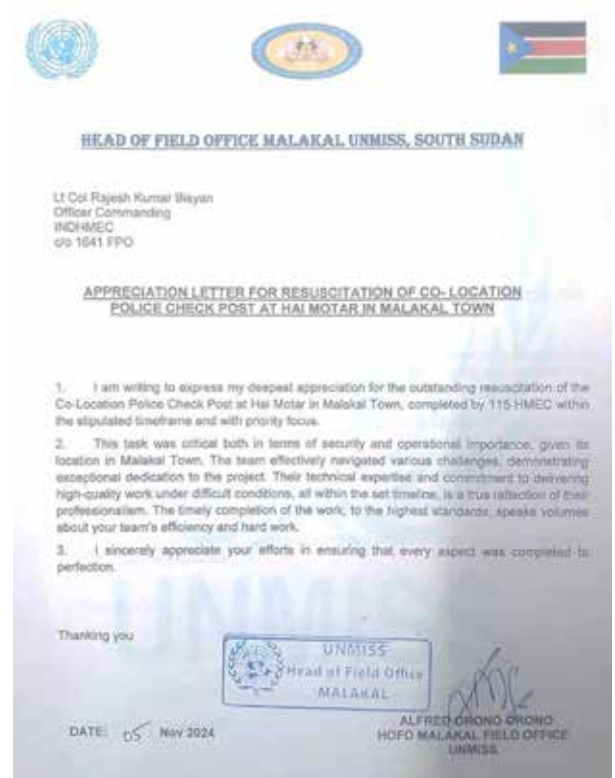 HEAD OF FIELD OFFICE MALAKAL UNMISS, SOUTH SUDAN
Lt Col Rajesh Kumar Bisyan
Officer Commanding
INDHMEC
c/o 1641 FPO
APPRECIATION LETTER FOR RESUSCITATION OF CO- LOCATION
POLICE CHECK POST AT HAI MOTAR IN MALAKAL TOWN
1. I am writing to express my deepest appreciation for the outstanding resuscitation of the
Co-Location Police Check Post at Hai Motar in Malakal Town, completed by 115 HMEC within
the stipulated timeframe and with priority focus.
2. This task was critical both in terms of security and operational importance, given its
location in Malakal Town. The team effectively navigated various challenges, demonstrating
exceptional dedication to the project. Their technical expertise and commitment to delivering
high-quality work under difficult conditions, all within the set timeline, is a true reflection of their
professionalism. The timely completion of the work, to the highest standards, speaks volumes
about your team's efficiency and hard work.
3. I sincerely appreciate your efforts in ensuring that every aspect was completed to
perfection.
Thanking you
UNMISS
Head of Field Office
MALAKAL
ALFRED ORONO ORONO
DATE: 05 Nov 2024
HOFO MALAKAL FIELD OFFICE
UNMISS